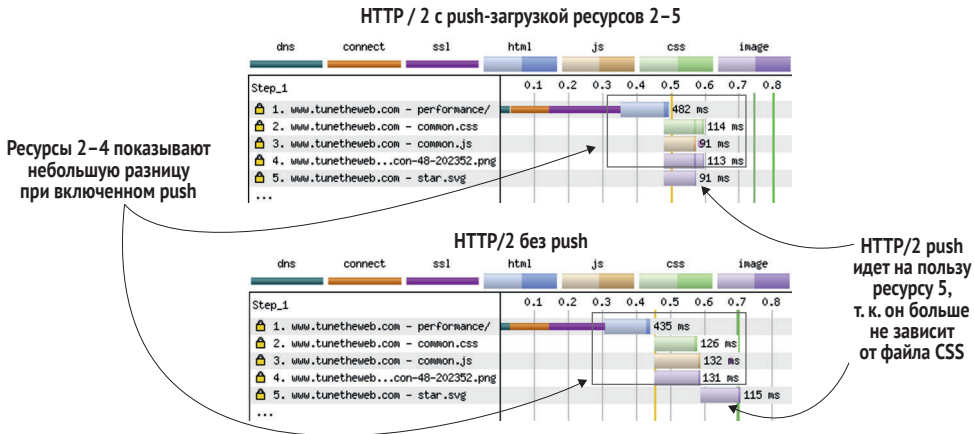 HTTP / 2 с push-загрузкой ресурсов 2–5
dns connect ssl html js css image
Step_1 0.1 0.2 0.3 0.4 0.5 0.6 0.7 0.8
1. www.tunetheweb.com - performance/ 482 ms
2. www.tunetheweb.com - common.css 114 ms
3. www.tunetheweb.com - common.js 91 ms
4. www.tunetheweb...con-48-202352.png 113 ms
5. www.tunetheweb.com - star.svg 91 ms
...
Ресурсы 2–4 показывают
небольшую разницу
при включенном push
HTTP/2 без push
dns connect ssl html js css image
Step_1 0.1 0.2 0.3 0.4 0.5 0.6 0.7 0.8
1. www.tunetheweb.com - performance/ 435 ms
2. www.tunetheweb.com - common.css 126 ms
3. www.tunetheweb.com - common.js 132 ms
4. www.tunetheweb...con-48-202352.png 131 ms
5. www.tunetheweb.com - star.svg 115 ms
...
HTTP/2 push
идет на пользу
ресурсу 5,
т. к. он больше
не зависит
от файла CSS